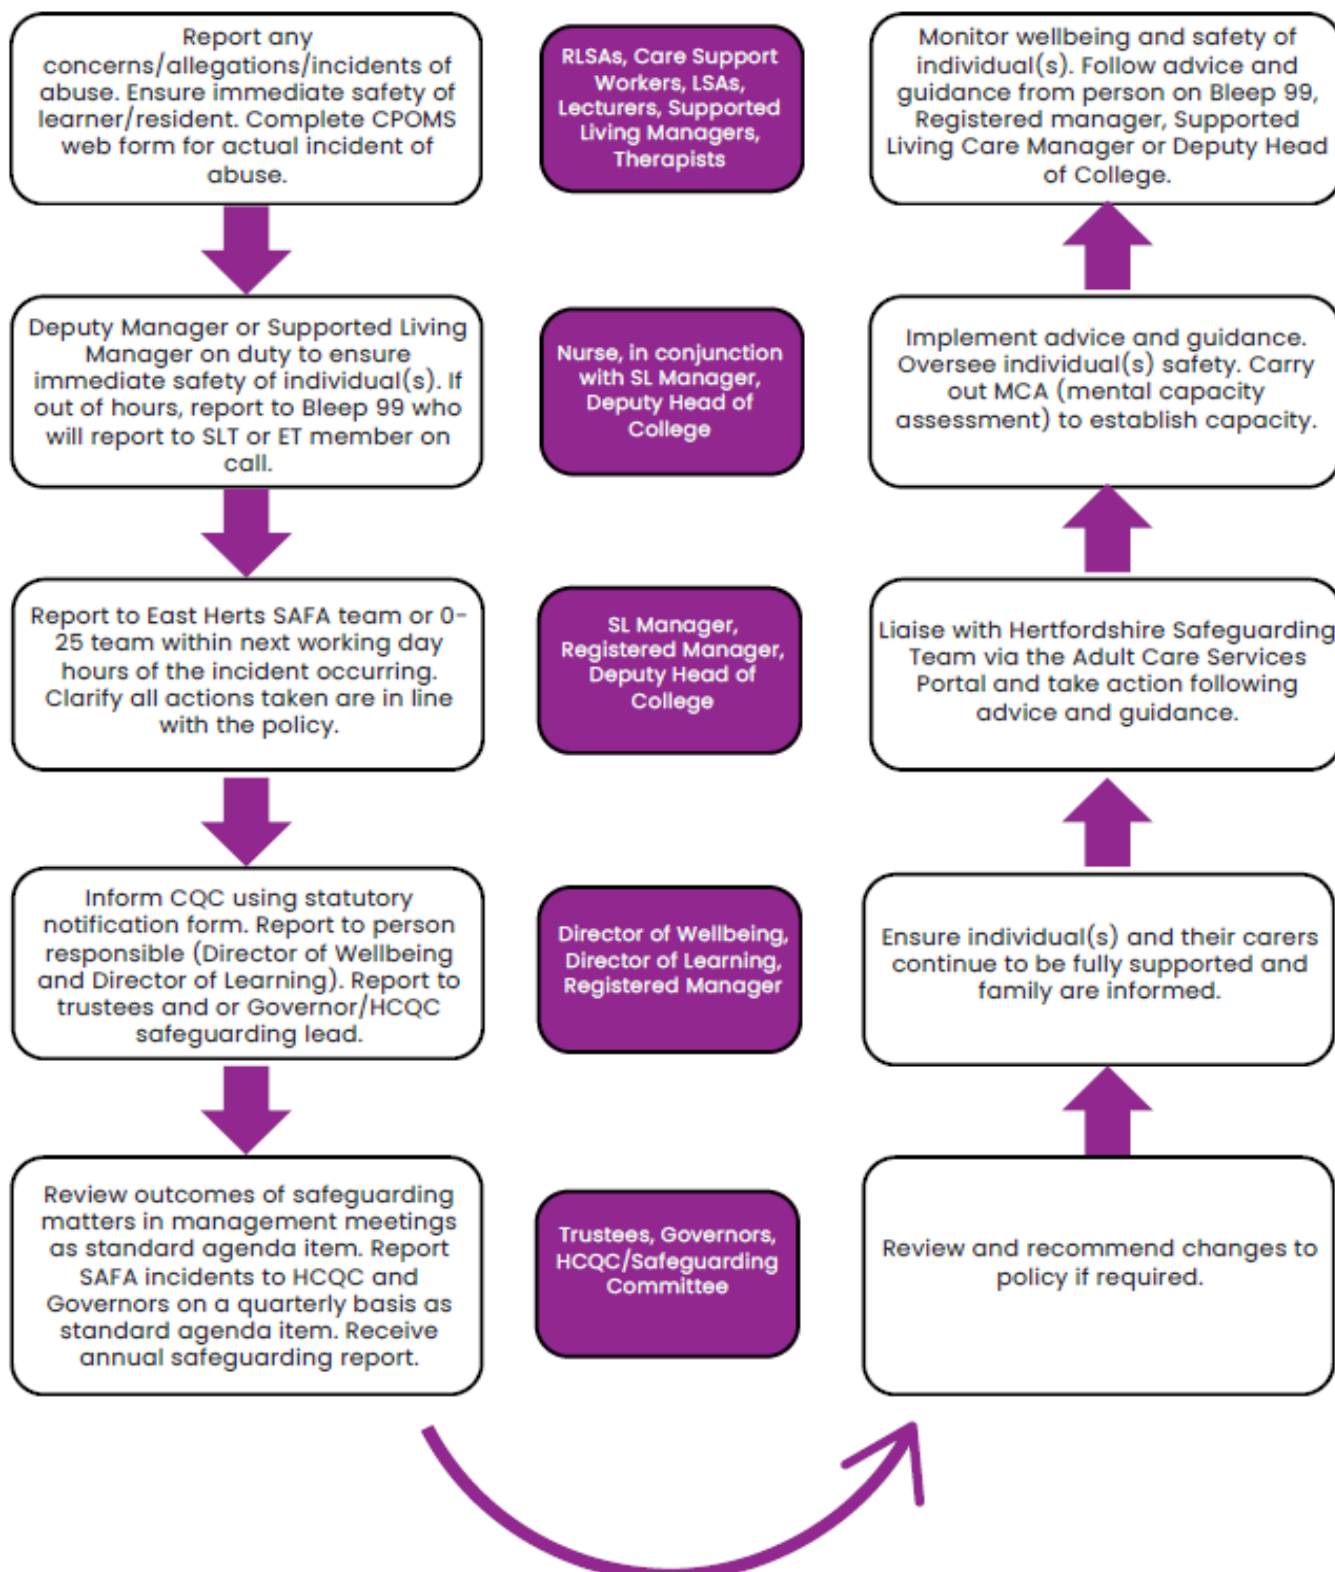 Report any
concerns/allegations/incidents of
abuse. Ensure immediate safety of
learner/resident. Complete CPOMS
web form for actual incident of
abuse.
RLSAs, Care Support
Workers, LSAs,
Lecturers, Supported
Living Managers,
Therapists
Monitor wellbeing and safety of
individual(s). Follow advice and
guidance from person on Bleep 99,
Registered manager, Supported
Living Care Manager or Deputy Head
of College.
Deputy Manager or Supported Living
Manager on duty to ensure
immediate safety of individual(s). If
out of hours, report to Bleep 99 who
will report to SLT or ET member on
call.
Nurse, in conjunction
with SL Manager,
Deputy Head of
College
Implement advice and guidance.
Oversee individual(s) safety. Carry
out MCA (mental capacity
assessment) to establish capacity.
Report to East Herts SAFA team or 0-
25 team within next working day
hours of the incident occurring.
Clarify all actions taken are in line
with the policy.
SL Manager,
Registered Manager,
Deputy Head of
College
Liaise with Hertfordshire Safeguarding
Team via the Adult Care Services
Portal and take action following
advice and guidance.
Inform CQC using statutory
notification form. Report to person
responsible (Director of Wellbeing
and Director of Learning). Report to
trustees and or Governor/HCQC
safeguarding lead.
Director of Wellbeing,
Director of Learning,
Registered Manager
Ensure individual(s) and their carers
continue to be fully supported and
family are informed.
Review outcomes of safeguarding
matters in management meetings
as standard agenda item. Report
SAFA incidents to HCQC and
Governors on a quarterly basis as
standard agenda item. Receive
annual safeguarding report.
Trustees, Governors,
HCQC/Safeguarding
Committee
Review and recommend changes to
policy if required.